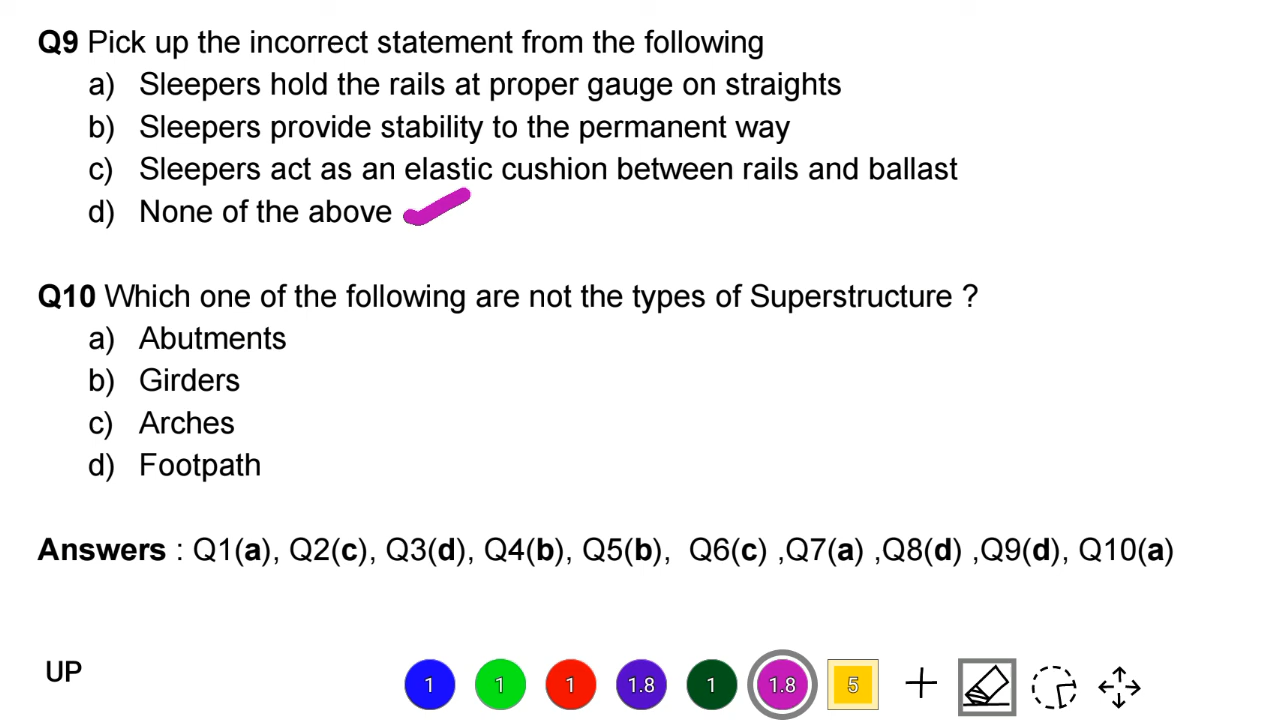 Q9 Pick up the incorrect statement from the following
a) Sleepers hold the rails at proper gauge on straights
b) Sleepers provide stability to the permanent way
c) Sleepers act as an elastic cushion between rails and ballast
d) None of the above
Q10 Which one of the following are not the types of Superstructure ?
a) Abutments
b) Girders
c) Arches
d) Footpath
Answers : Q1(a), Q2(c), Q3(d), Q4(b), Q5(b), Q6(c) ,Q7(a) ,Q8(d) ,Q9(d), Q10(a)
UP 1 1 1 1.8 1 1.8 5